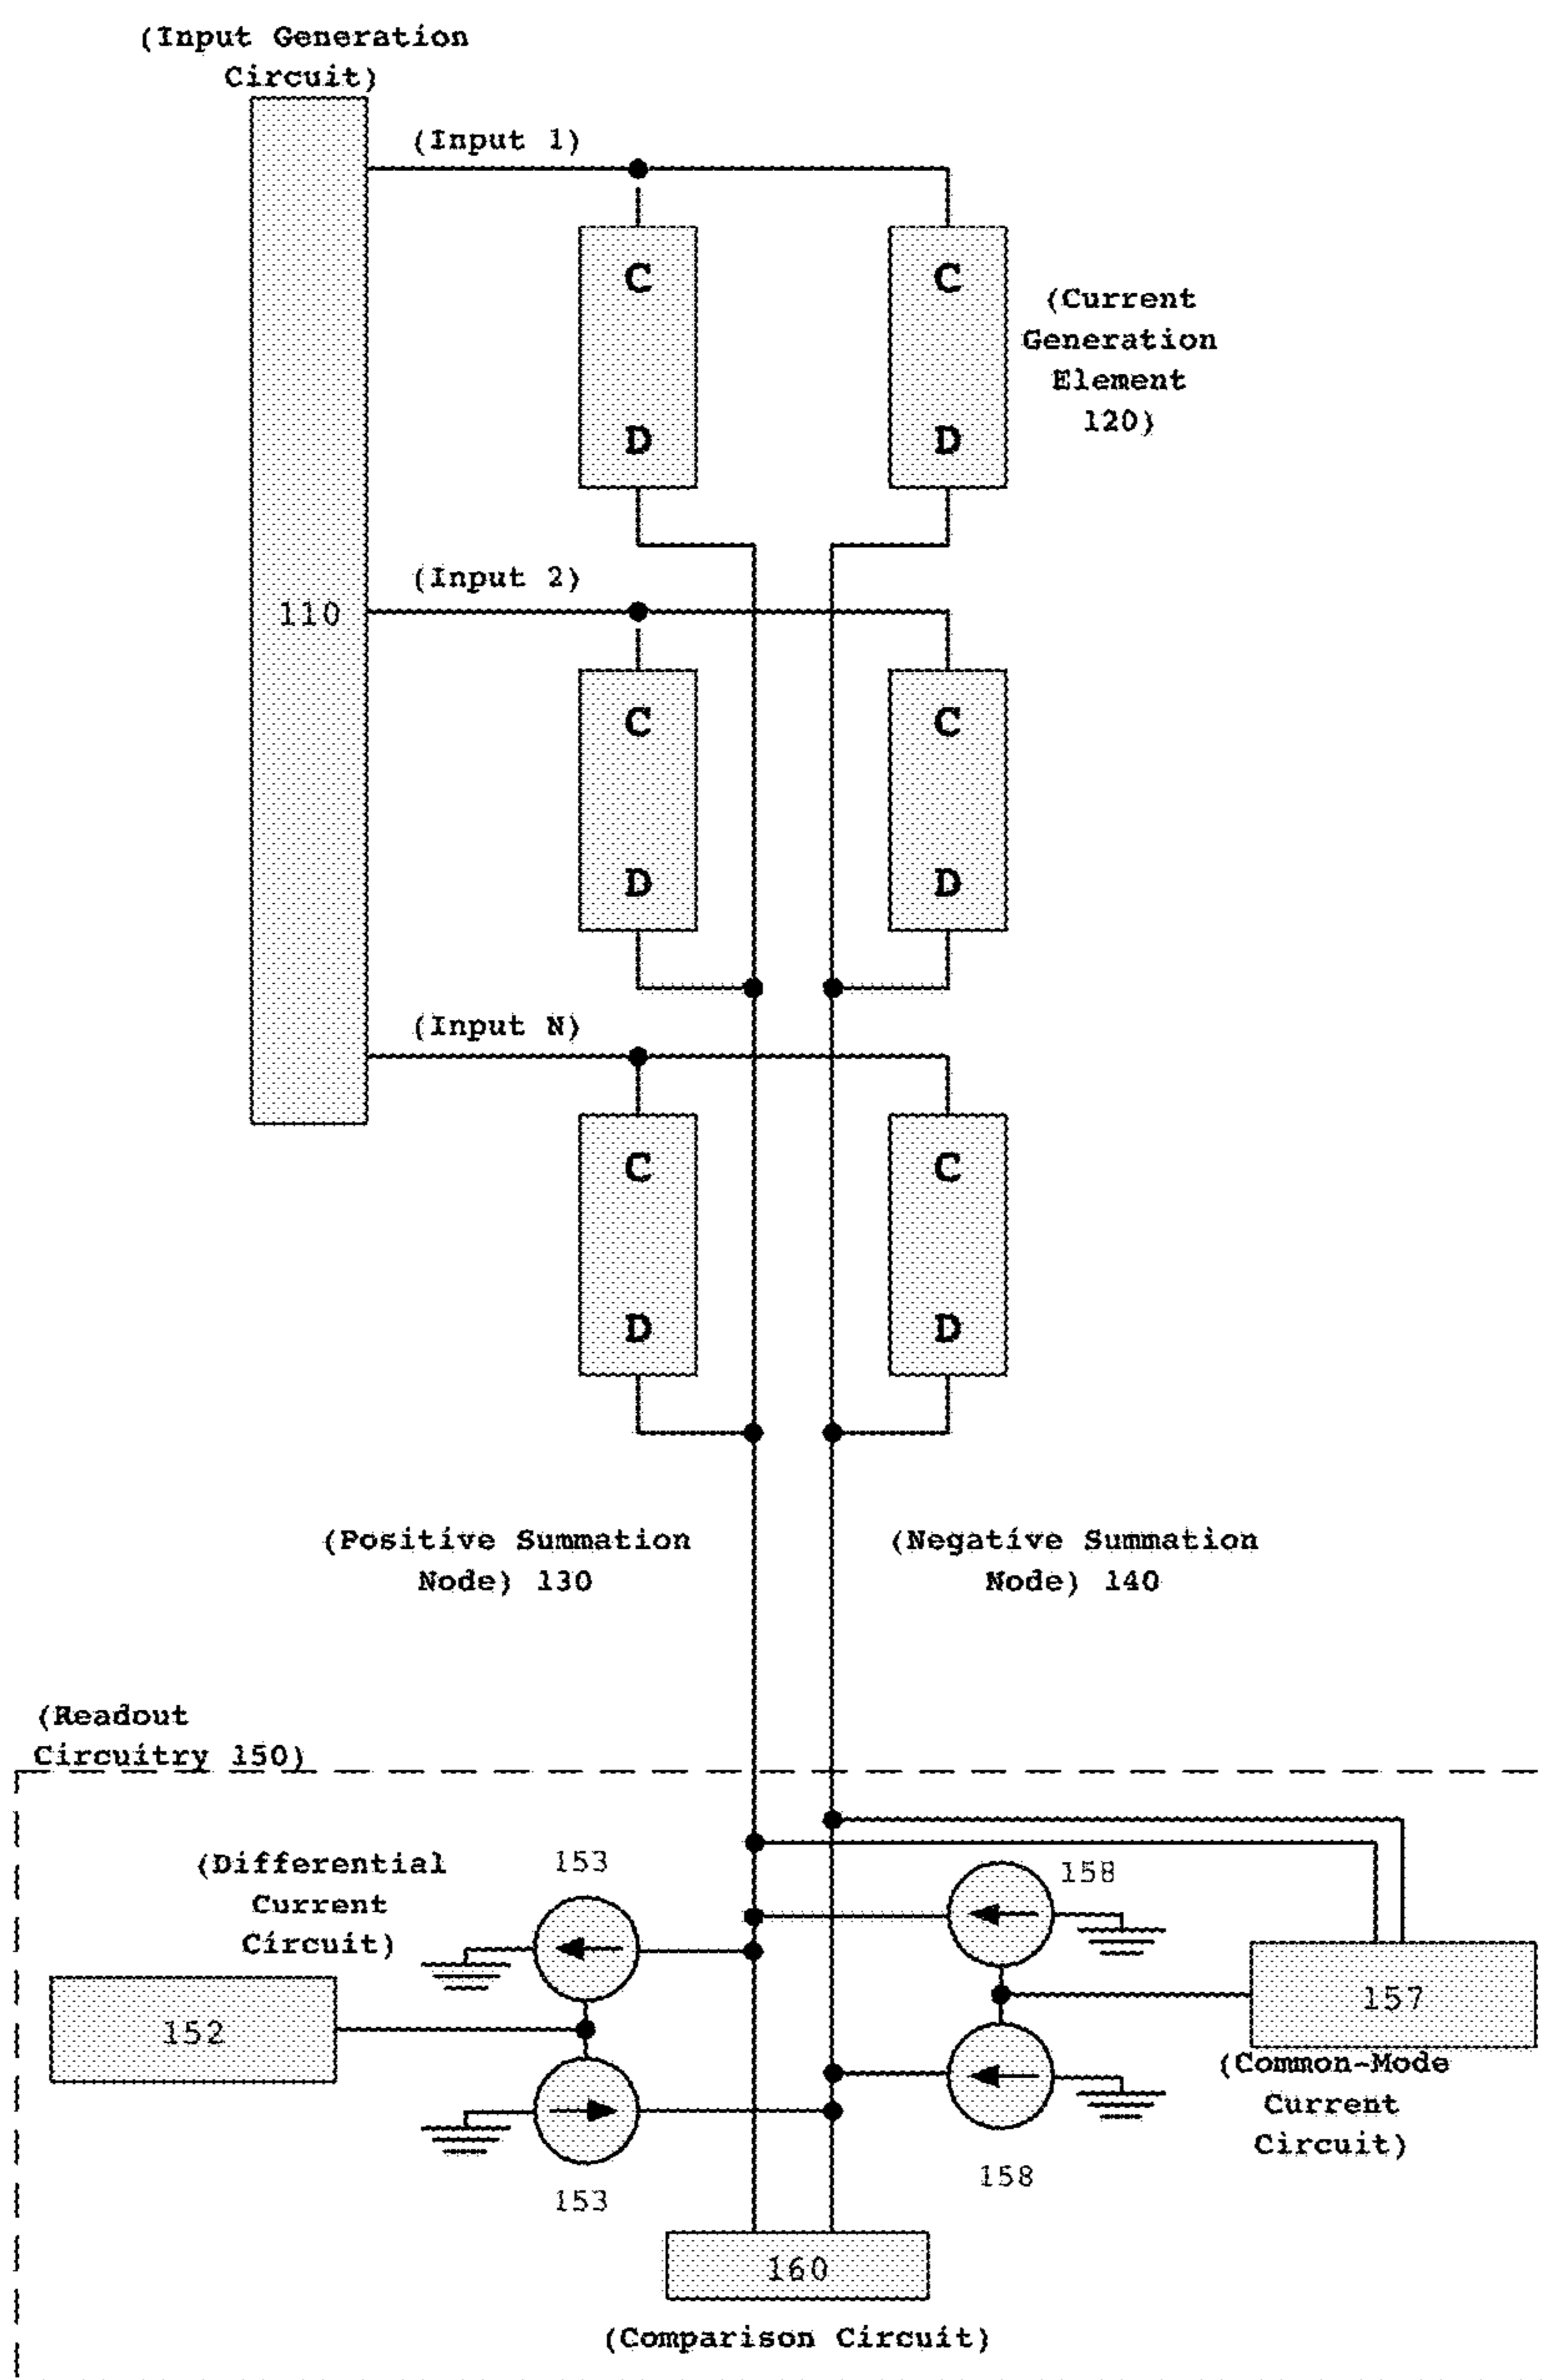 (Input Generation
Circuit)
(Input 1)
C
C
(Current
Generation
Element
120)
D
D
(Input 2)
110
C
C
D
D
(Input N)
C
C
D
D
(Positive Summation
Node) 130
(Negative Summation
Node) 140
(Readout
Circuitry 150)
(Differential
Current
Circuit)
153
158
152
157
(Common-Mode
Current
Circuit)
153
158
160
(Comparison Circuit)